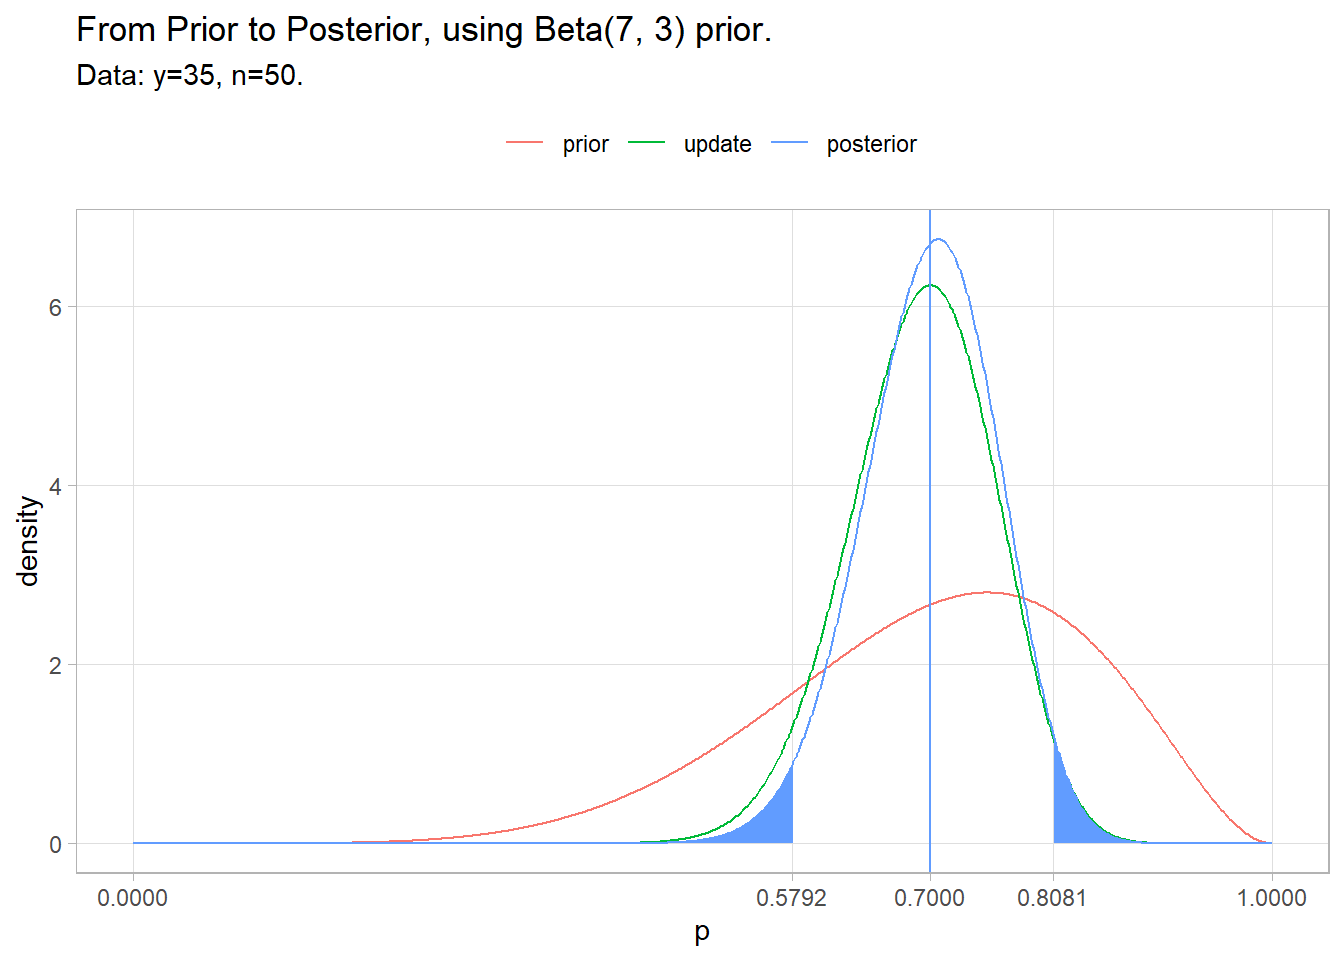 From Prior to Posterior, using Beta(7, 3) prior.
Data: y=35, n=50.
prior update posterior
6
4
2
0
density
0.0000 0.5792 0.7000 0.8081 1.0000
p